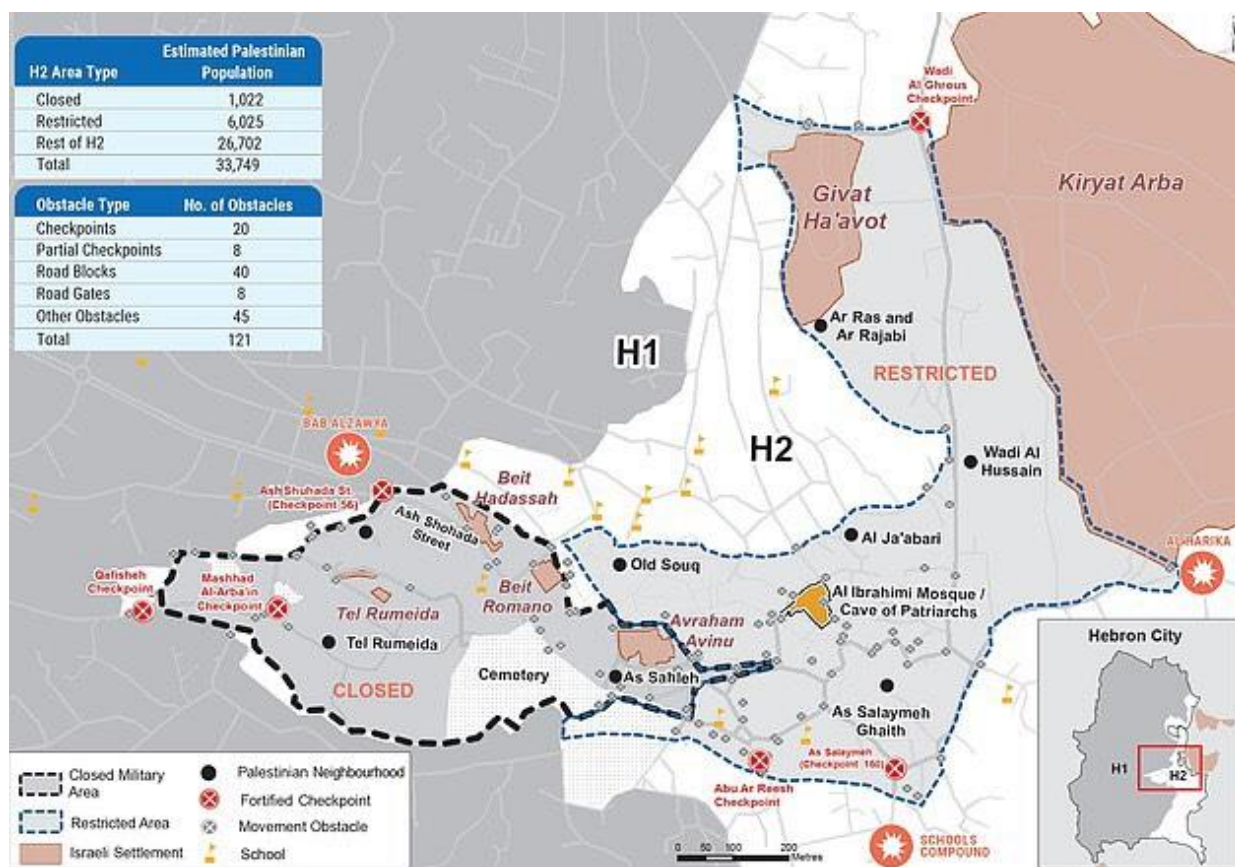 Estimated Palestinian
H2 Area Type Population
Closed 1,022
Restricted 6,025
Rest of H2 26,702
Total 33,749
Obstacle Type No. of Obstacles
Checkpoints 20
Partial Checkpoints 8
Road Blocks 40
Road Gates 8
Other Obstacles 45
Total 121
Wadi
Al Ghrous
Checkpoint
Kiryat Arba
Givat
Ha'avot
Ar Ras and
Ar Rajabi
H1
RESTRICTED
H2
BAB ALZAWYA
Wadi Al
Hussain
Beit
Hadassah
Ash Shuhada St.
(Checkpoint 56)
Ash Shohada
Street
Al Ja'abari
Old Souq
AL HARIKA
Qafisheh
Checkpoint
Mashhad
Al-Arba'in
Checkpoint
Beit
Romano
Tel Rumeida
Al Ibrahimi Mosque /
Cave of Patriarchs
Avraham
Avinu
Tel Rumeida
CLOSED
Cemetery
As Sahleh
As Salaymeh
Ghaith
As Salaymeh
(Checkpoint 160)
Abu Ar Reesh
Checkpoint
SCHOOLS
COMPOUND
Hebron City
H1
H2
Closed Military
Area
Restricted Area
Israeli Settlement
Palestinian Neighbourhood
Fortified Checkpoint
Movement Obstacle
School
0 100 200
Metres